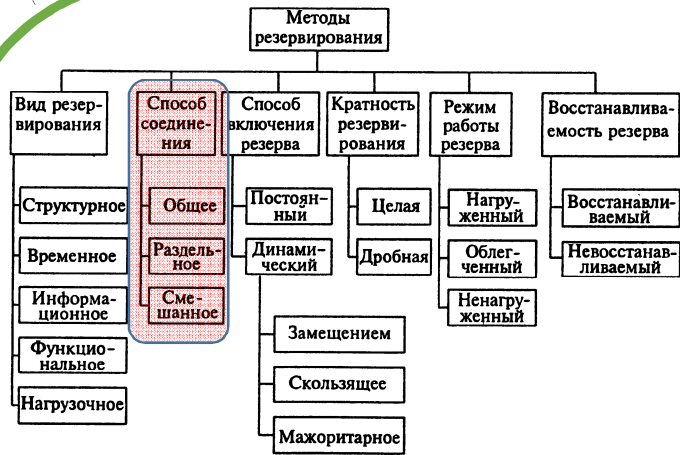 Методы
резервирования
Вид резер-
вирования
Структурное
Временное
Информа-
ционное
Функцио-
нальное
Нагрузочное
Способ
соедине-
ния
Общее
Раздель-
ное
Сме-
шанное
Способ
включения
резерва
Постоян-
ный
Динами-
ческий
Замещением
Скользящее
Мажоритарное
Кратность
резерви-
рования
Целая
Дробная
Режим
работы
резерва
Нагру-
женный
Облег-
ченный
Ненагру-
женный
Восстанавлива-
емость резерва
Восстанавли-
ваемый
Невосстанав-
ливаемый